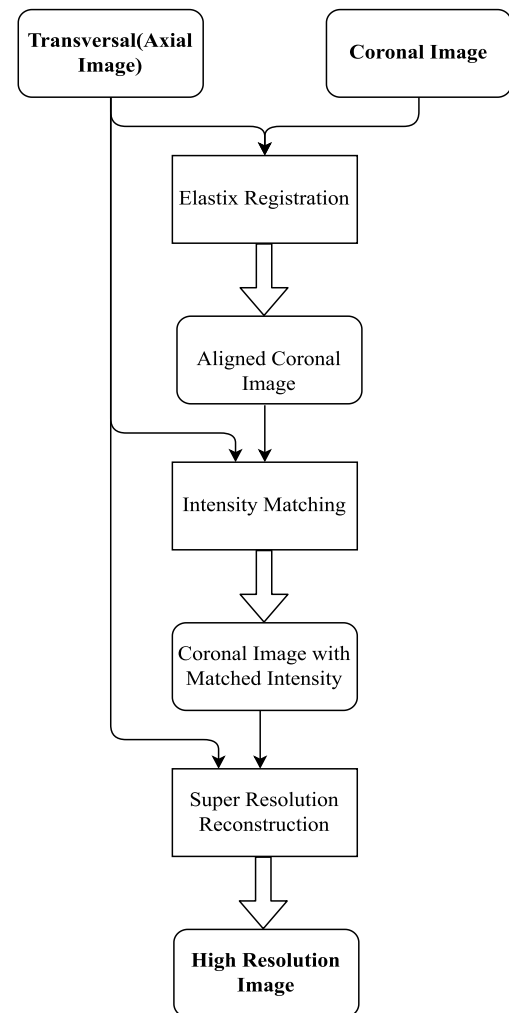 Transversal(Axial
Image)
Coronal Image
Elastix Registration
Aligned Coronal
Image
Intensity Matching
Coronal Image with
Matched Intensity
Super Resolution
Reconstruction
High Resolution
Image